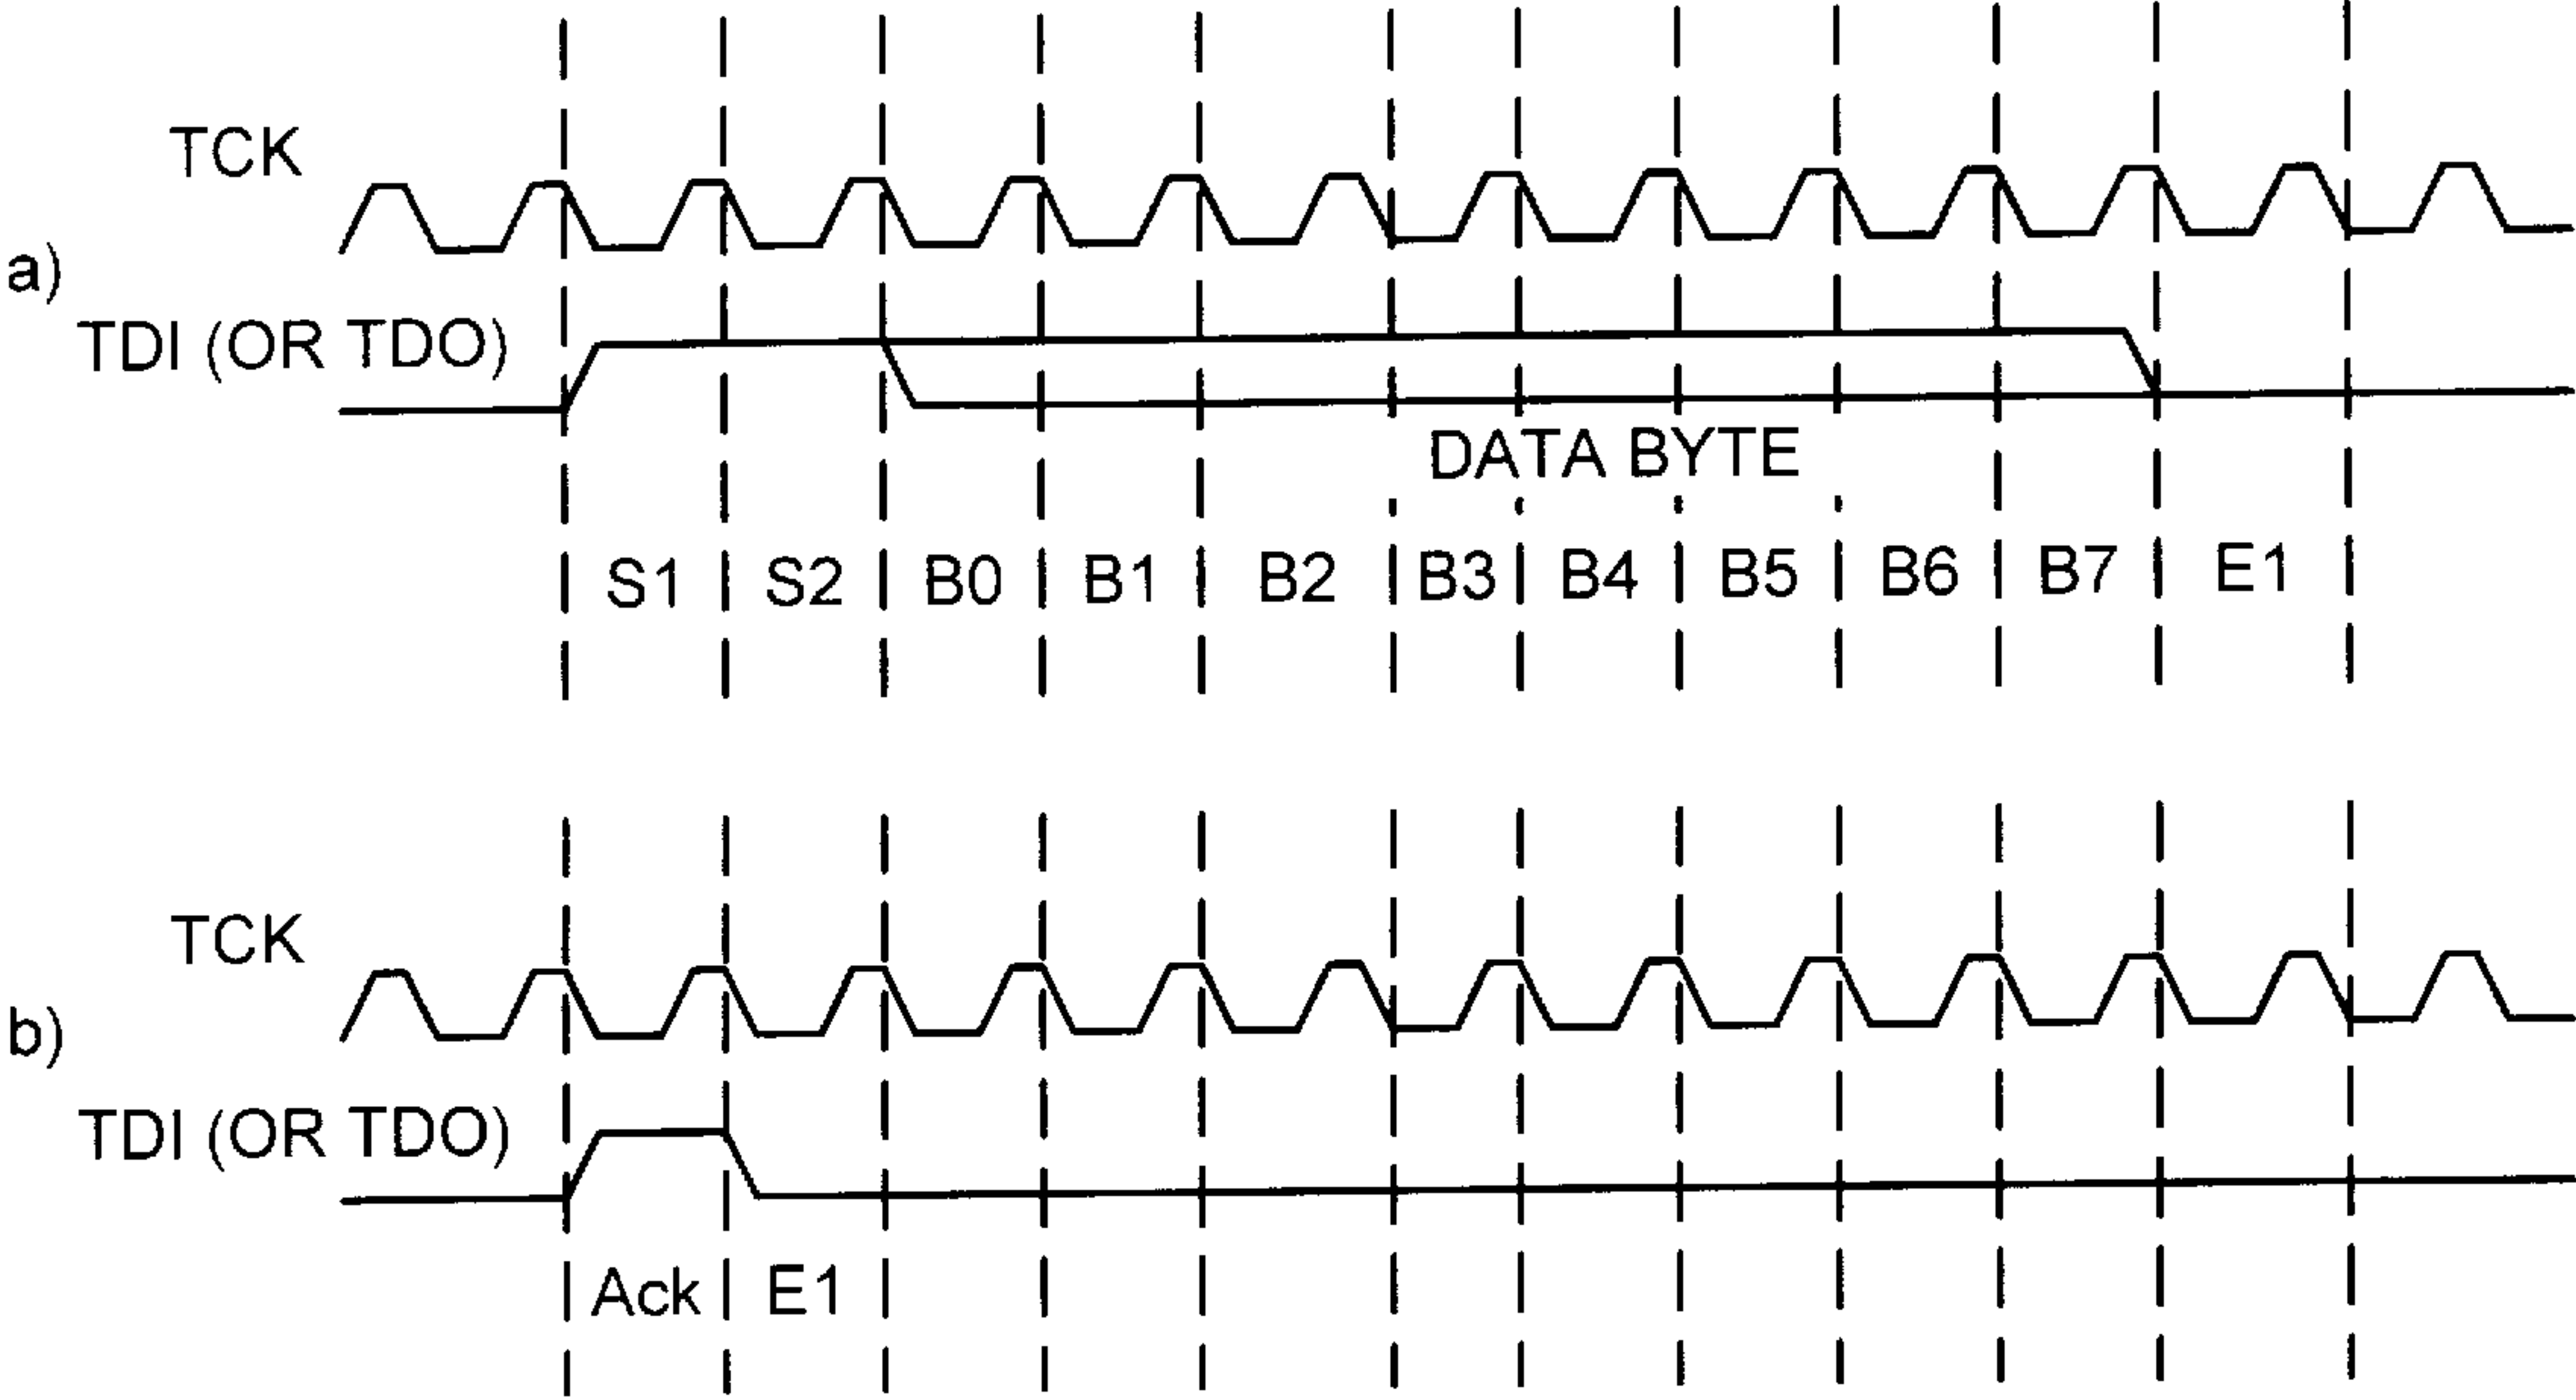 TCK
a)
TDI (OR TDO)
DATA BYTE
S1 S2 B0 B1 B2 B3 B4 B5 B6 B7 E1
TCK
b)
TDI (OR TDO)
Ack E1